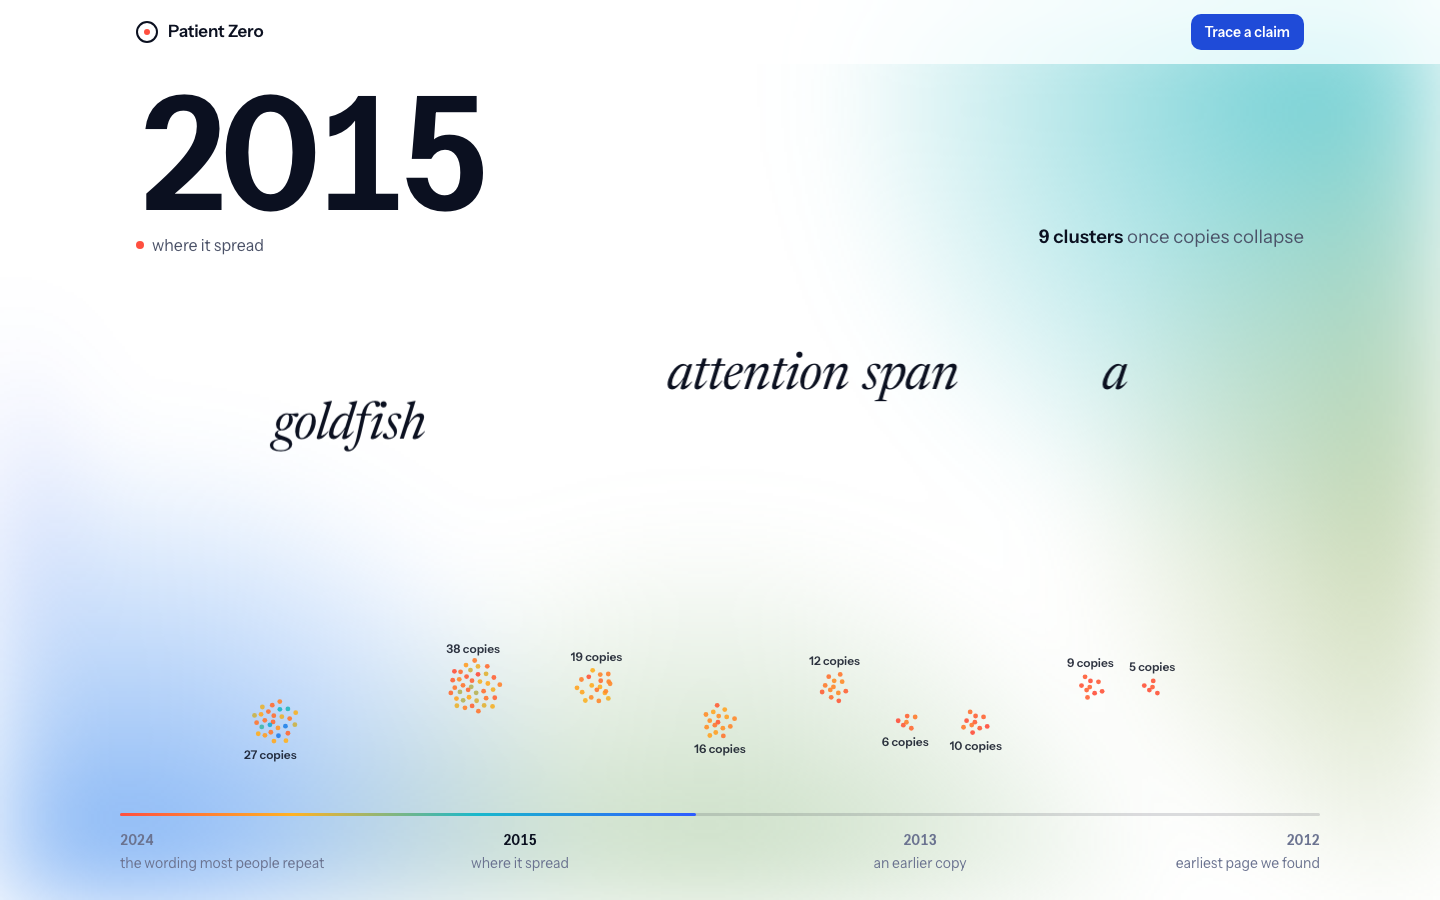 Patient Zero
Trace a claim
2015
where it spread
9 clusters once copies collapse
attention span a
goldfish
38 copies
19 copies
12 copies
9 copies
5 copies
27 copies
16 copies
6 copies
10 copies
2024
the wording most people repeat
2015
where it spread
2013
an earlier copy
2012
earliest page we found